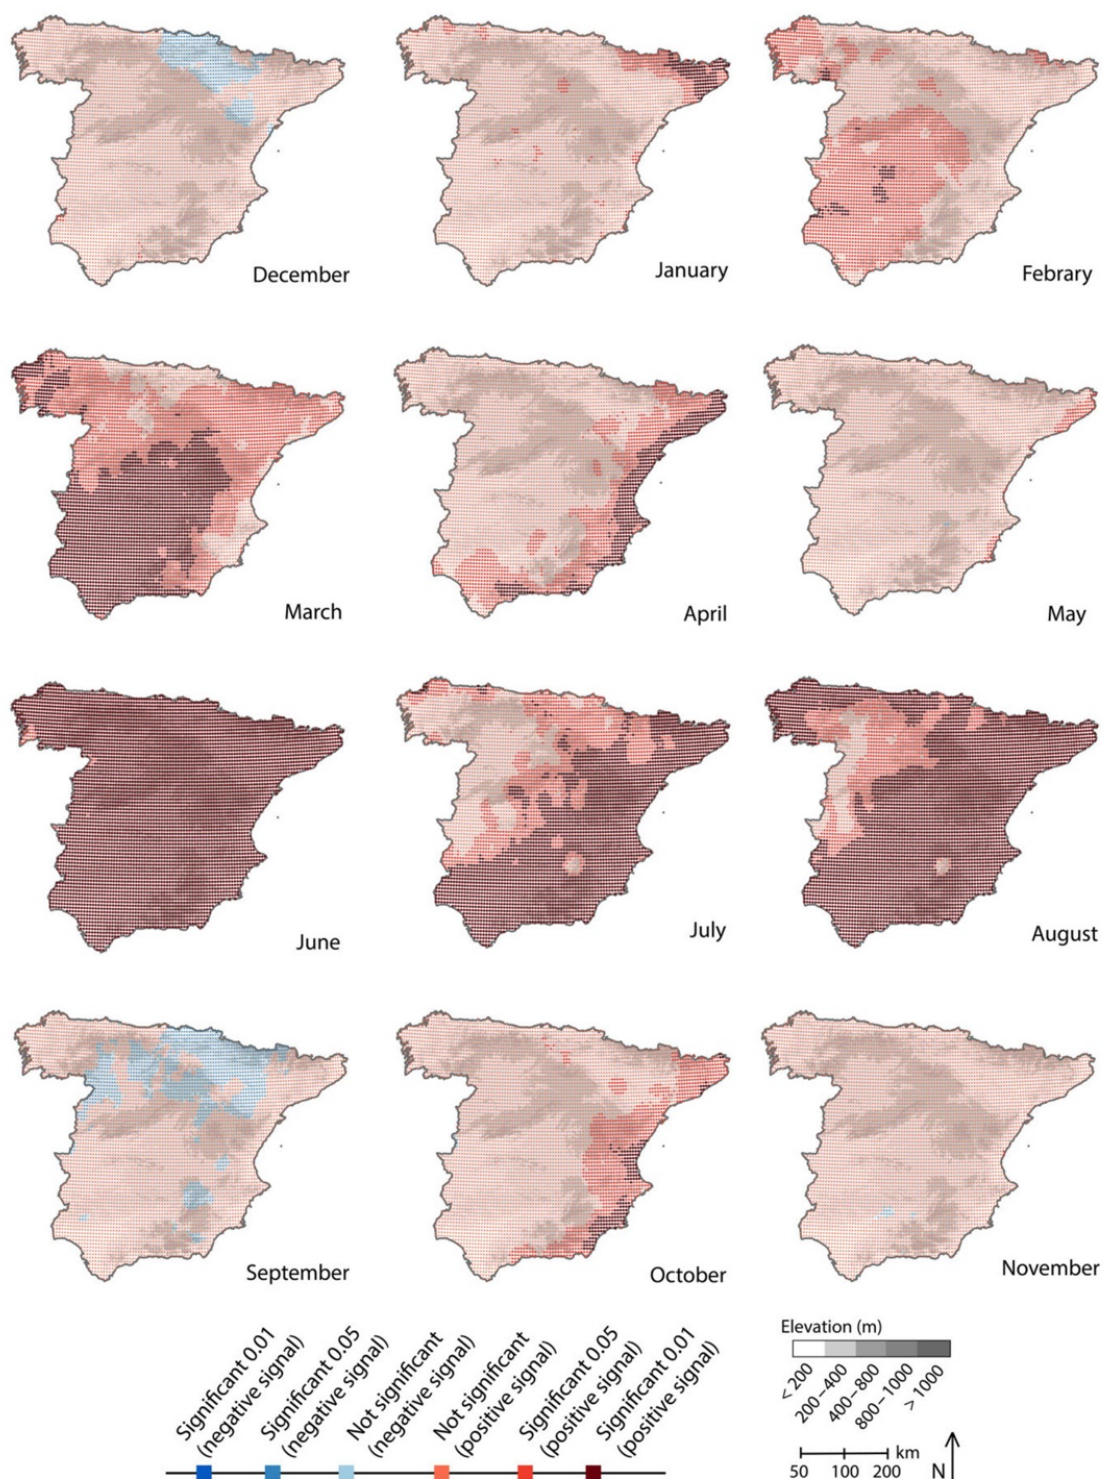 December
January
Febrary
March
April
May
June
July
August
September
October
November
Significant 0.01
(negative signal)
Significant 0.05
(negative signal)
Not significant
(negative signal)
Not significant
(positive signal)
Significant 0.05
(positive signal)
Significant 0.01
(positive signal)
Elevation (m)
< 200
200–400
400–800
800–1000
> 1000
km
50 100 200
N